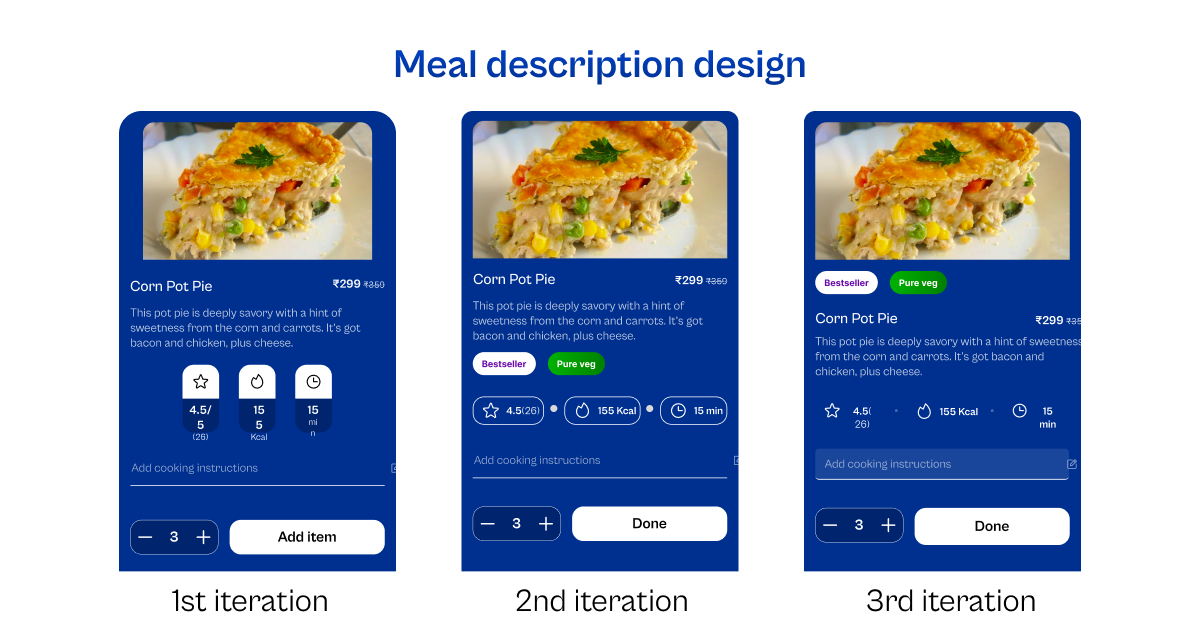 Meal description design
Corn Pot Pie
₹299 ₹359
This pot pie is deeply savory with a hint of
sweetness from the corn and carrots. It's got
bacon and chicken, plus cheese.
4.5/
5
(26)
15
5
Kcal
15
mi
n
Add cooking instructions
3
Add item
1st iteration
Corn Pot Pie
₹299 ₹359
This pot pie is deeply savory with a hint of
sweetness from the corn and carrots. It's got
bacon and chicken, plus cheese.
Bestseller
Pure veg
4.5(26)
155 Kcal
15 min
Add cooking instructions
3
Done
2nd iteration
Bestseller
Pure veg
Corn Pot Pie
₹299 ₹35
This pot pie is deeply savory with a hint of sweetness
from the corn and carrots. It's got bacon and
chicken, plus cheese.
4.5(
26)
155 Kcal
15
min
Add cooking instructions
3
Done
3rd iteration